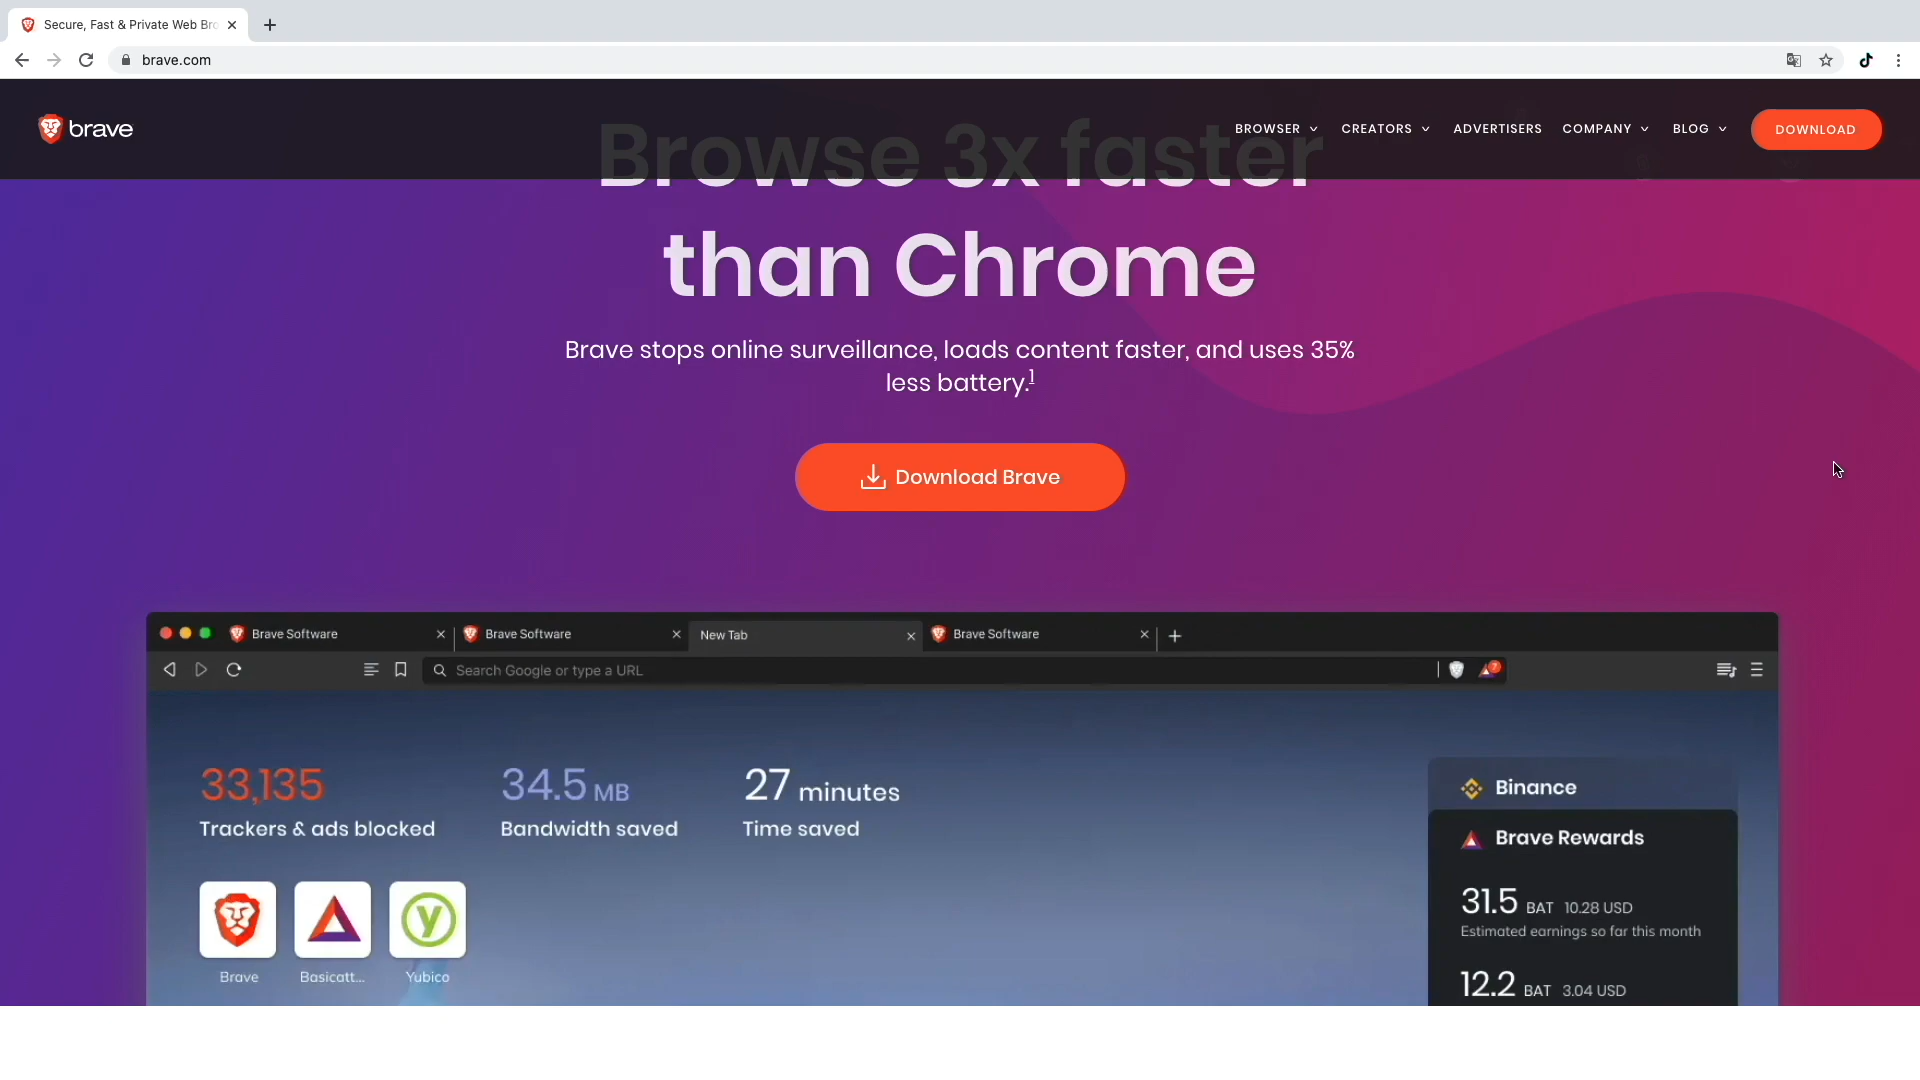 Secure, Fast & Private Web Bro
brave.com
brave
BROWSER
CREATORS
ADVERTISERS
COMPANY
BLOG
DOWNLOAD
Browse 3x faster
than Chrome
Brave stops online surveillance, loads content faster, and uses 35%
less battery.1
Download Brave
Brave Software
Brave Software
New Tab
Brave Software
Search Google or type a URL
7
33,135
Trackers & ads blocked
34.5 MB
Bandwidth saved
27 minutes
Time saved
Brave
Basicatt...
Yubico
Binance
Brave Rewards
31.5 BAT 10.28 USD
Estimated earnings so far this month
12.2 BAT 3.04 USD